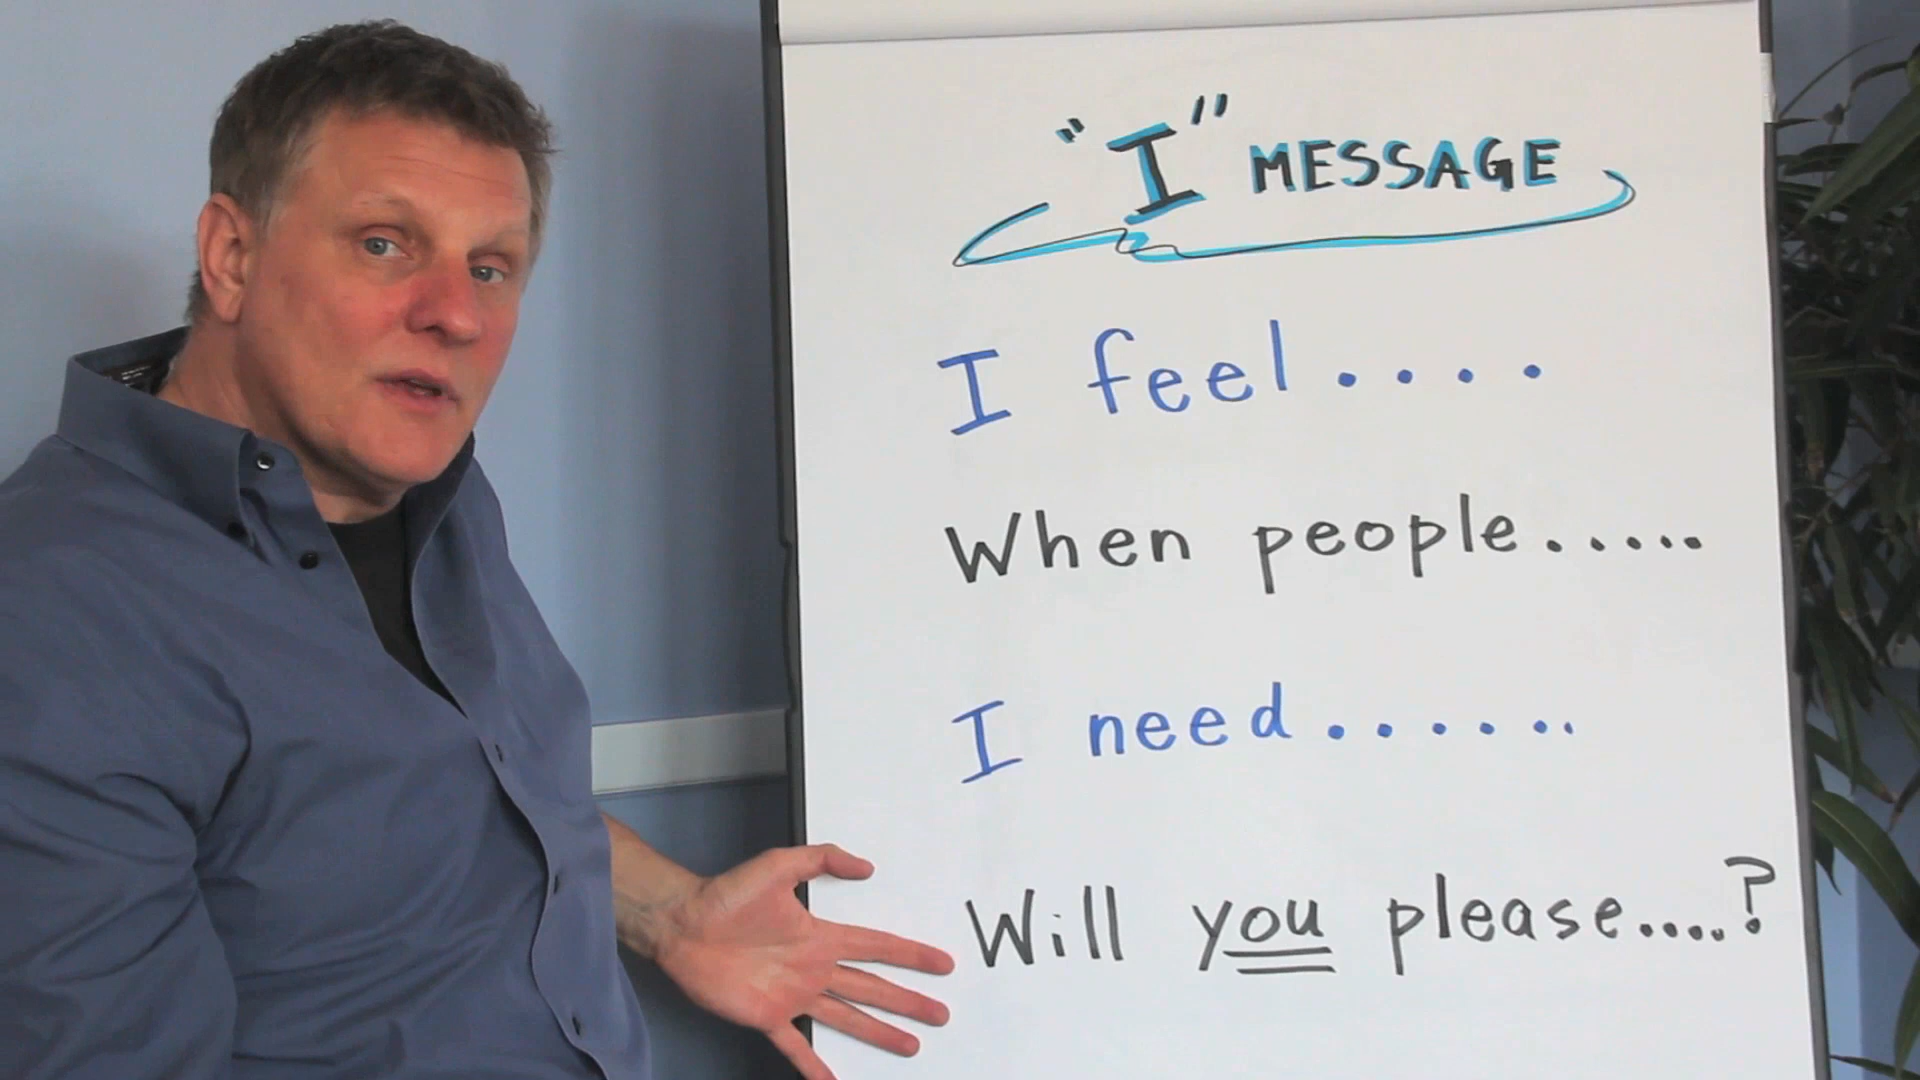 "I" MESSAGE
I feel....
When people.....
I need.......
Will you please....?